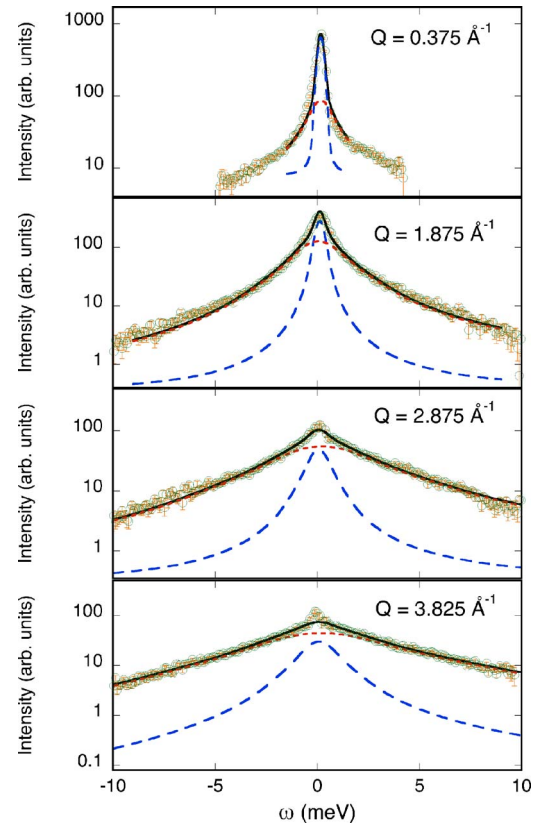 1000
100
10
Intensity (arb. units)
Q = 0.375 Å⁻¹
100
10
1
Intensity (arb. units)
Q = 1.875 Å⁻¹
100
10
1
Intensity (arb. units)
Q = 2.875 Å⁻¹
100
10
1
0.1
Intensity (arb. units)
Q = 3.825 Å⁻¹
-10 -5 0 5 10
ω (meV)